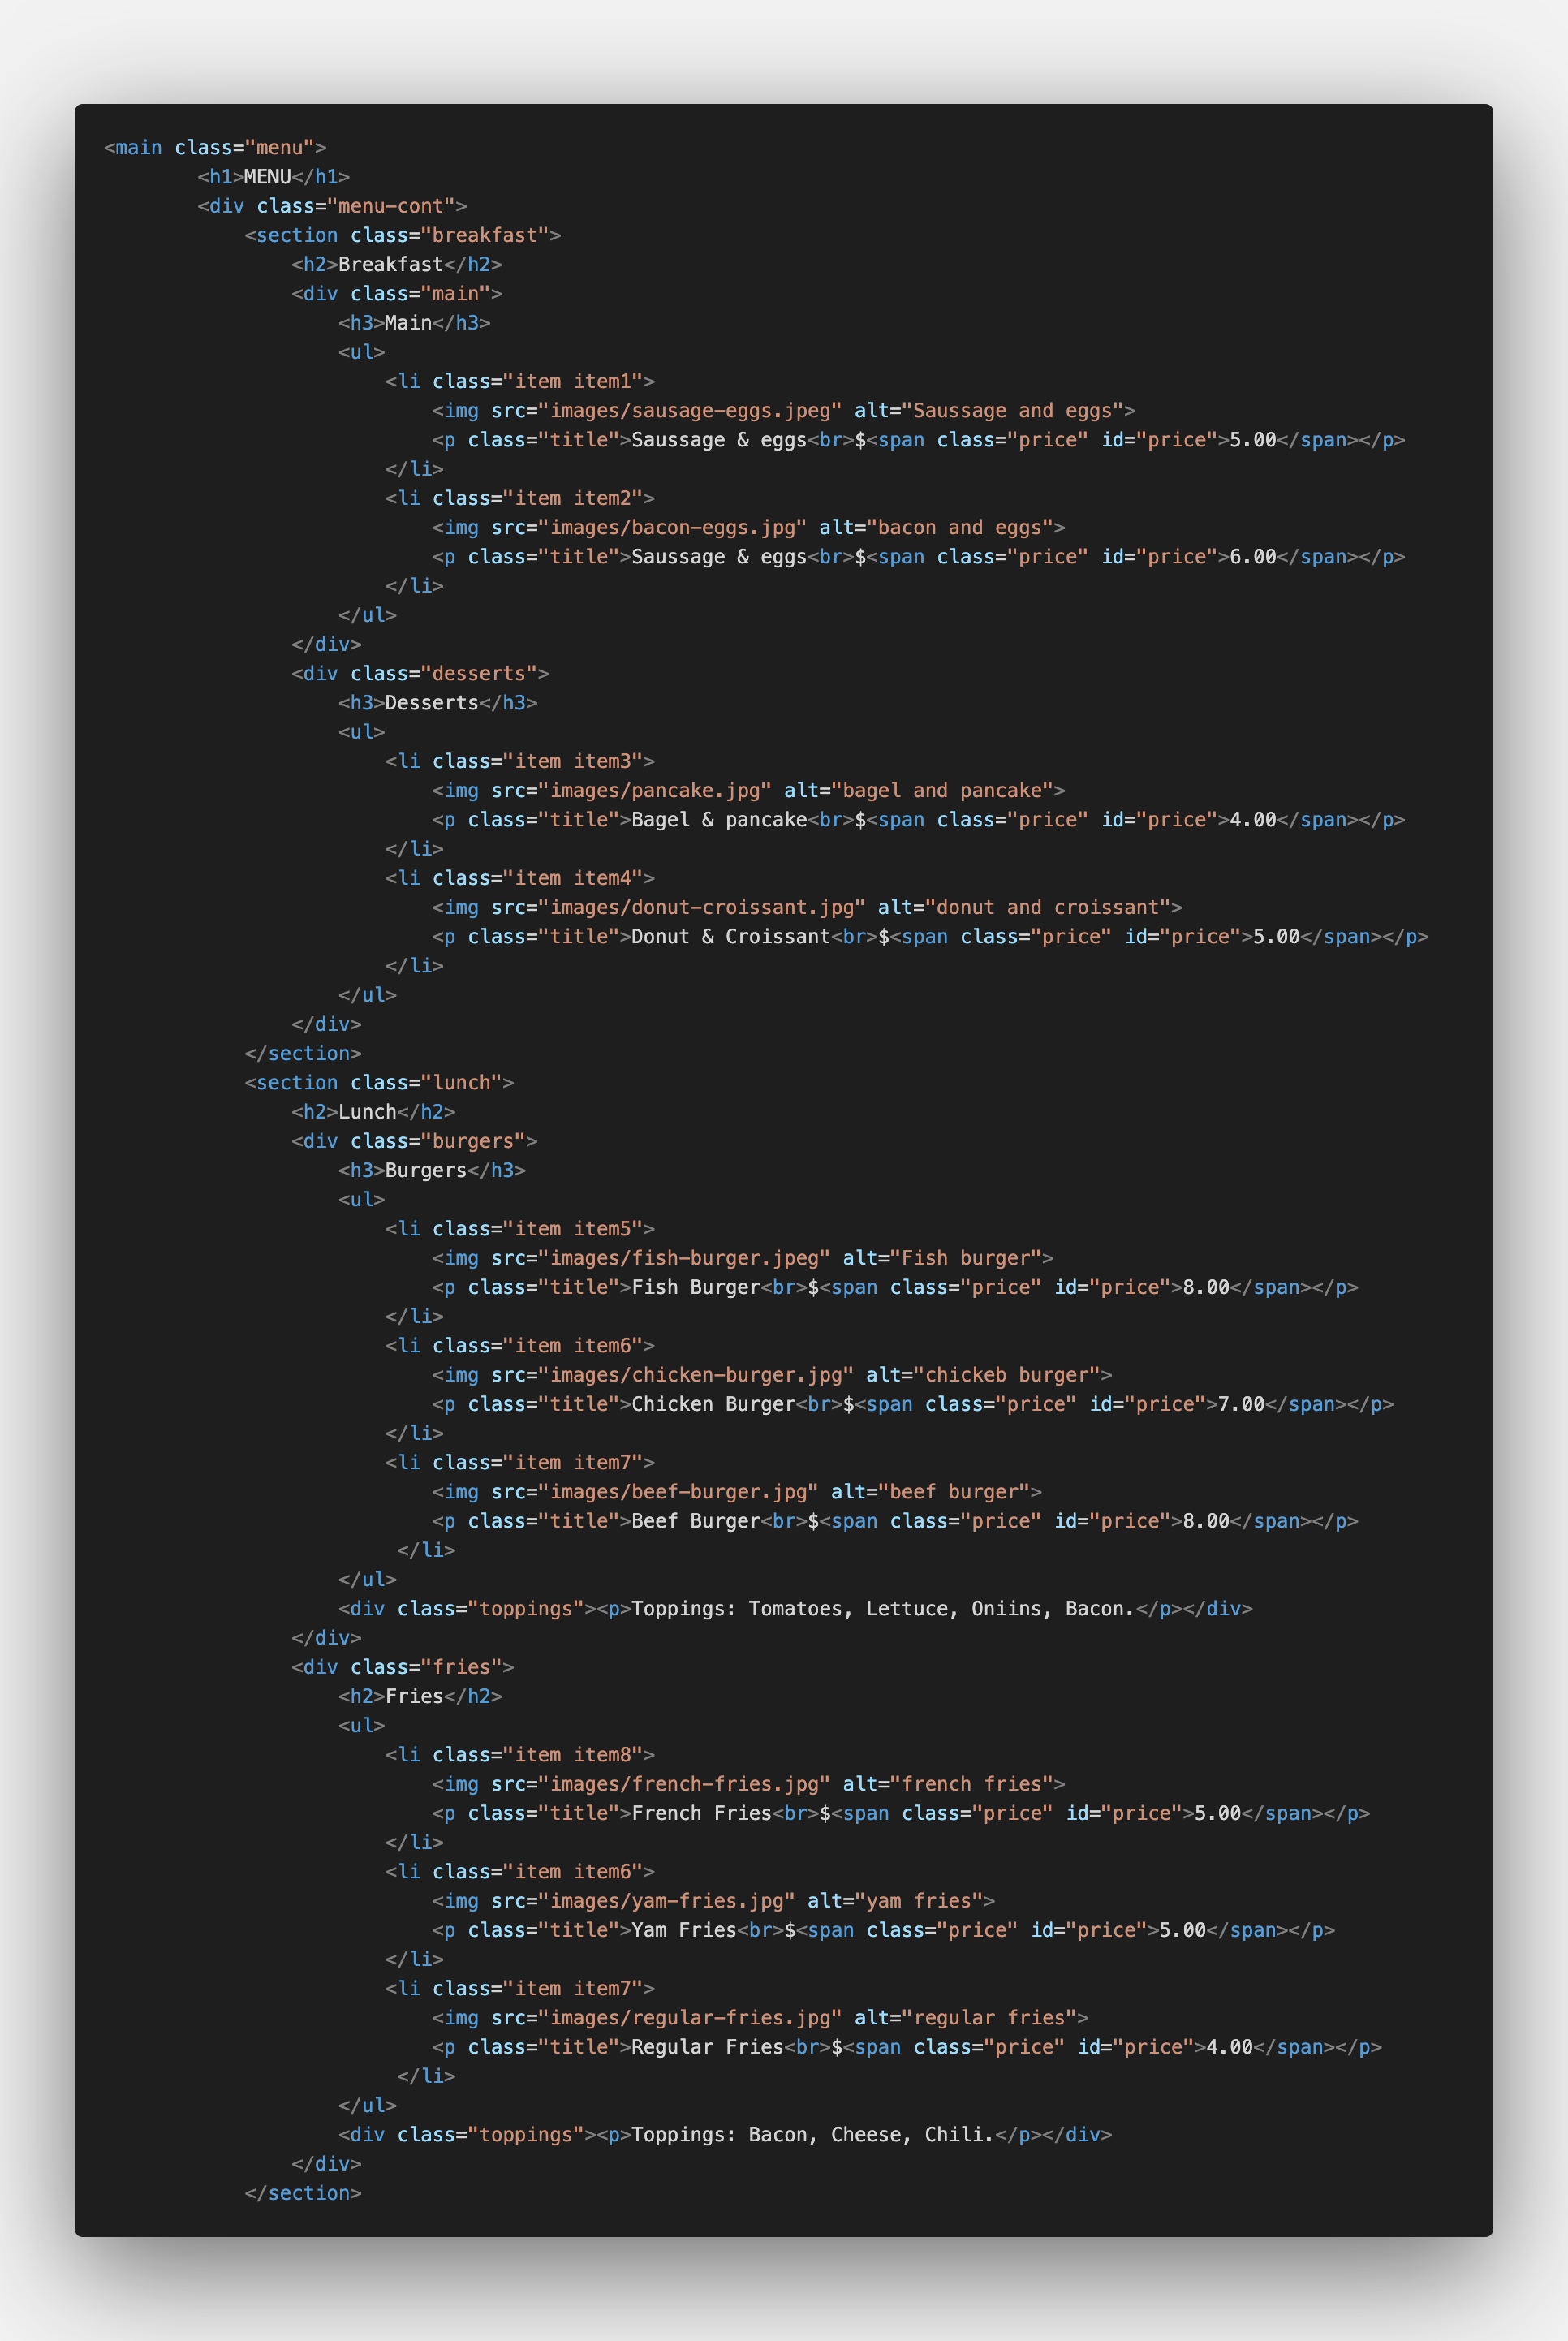 <main class="menu">
        <h1>MENU</h1>
        <div class="menu-cont">
            <section class="breakfast">
                <h2>Breakfast</h2>
                <div class="main">
                    <h3>Main</h3>
                    <ul>
                        <li class="item item1">
                            <img src="images/sausage-eggs.jpeg" alt="Saussage and eggs">
                            <p class="title">Saussage & eggs<br>$<span class="price" id="price">5.00</span></p>
                        </li>
                        <li class="item item2">
                            <img src="images/bacon-eggs.jpg" alt="bacon and eggs">
                            <p class="title">Saussage & eggs<br>$<span class="price" id="price">6.00</span></p>
                        </li>
                    </ul>
                </div>
                <div class="desserts">
                    <h3>Desserts</h3>
                    <ul>
                        <li class="item item3">
                            <img src="images/pancake.jpg" alt="bagel and pancake">
                            <p class="title">Bagel & pancake<br>$<span class="price" id="price">4.00</span></p>
                        </li>
                        <li class="item item4">
                            <img src="images/donut-croissant.jpg" alt="donut and croissant">
                            <p class="title">Donut & Croissant<br>$<span class="price" id="price">5.00</span></p>
                        </li>
                    </ul>
                </div>
            </section>
            <section class="lunch">
                <h2>Lunch</h2>
                <div class="burgers">
                    <h3>Burgers</h3>
                    <ul>
                        <li class="item item5">
                            <img src="images/fish-burger.jpeg" alt="Fish burger">
                            <p class="title">Fish Burger<br>$<span class="price" id="price">8.00</span></p>
                        </li>
                        <li class="item item6">
                            <img src="images/chicken-burger.jpg" alt="chickeb burger">
                            <p class="title">Chicken Burger<br>$<span class="price" id="price">7.00</span></p>
                        </li>
                        <li class="item item7">
                            <img src="images/beef-burger.jpg" alt="beef burger">
                            <p class="title">Beef Burger<br>$<span class="price" id="price">8.00</span></p>
                         </li>
                    </ul>
                    <div class="toppings"><p>Toppings: Tomatoes, Lettuce, Oniins, Bacon.</p></div>
                </div>
                <div class="fries">
                    <h2>Fries</h2>
                    <ul>
                        <li class="item item8">
                            <img src="images/french-fries.jpg" alt="french fries">
                            <p class="title">French Fries<br>$<span class="price" id="price">5.00</span></p>
                        </li>
                        <li class="item item6">
                            <img src="images/yam-fries.jpg" alt="yam fries">
                            <p class="title">Yam Fries<br>$<span class="price" id="price">5.00</span></p>
                        </li>
                        <li class="item item7">
                            <img src="images/regular-fries.jpg" alt="regular fries">
                            <p class="title">Regular Fries<br>$<span class="price" id="price">4.00</span></p>
                         </li>
                    </ul>
                    <div class="toppings"><p>Toppings: Bacon, Cheese, Chili.</p></div>
                </div>
            </section>